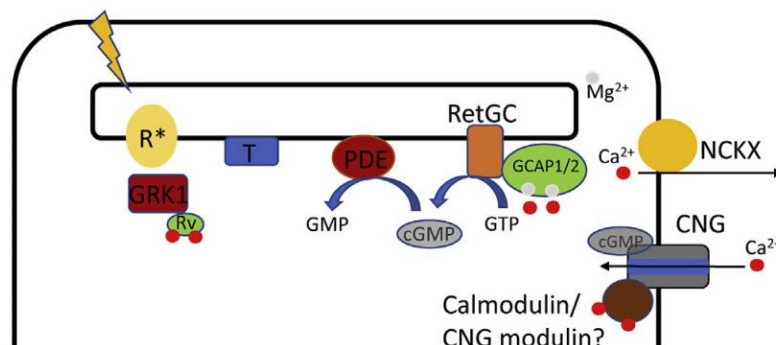 Mg2+
RetGC
R*
T
PDE
GCAP1/2
Ca2+
NCKX
GRK1
Rv
GMP
cGMP
GTP
cGMP
CNG
Ca2+
Calmodulin/
CNG modulin?